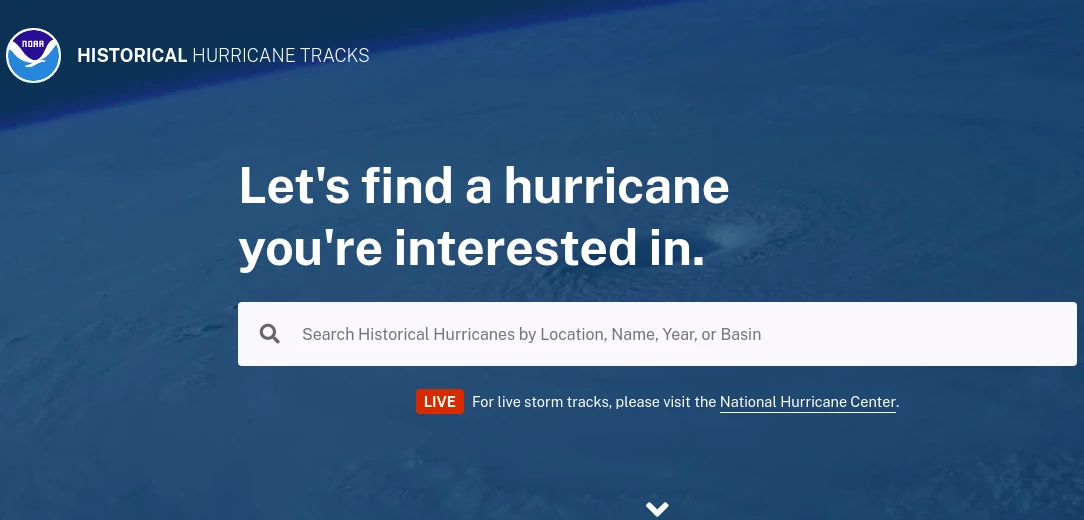 NOAA
HISTORICAL HURRICANE TRACKS
Let's find a hurricane
you're interested in.
Search Historical Hurricanes by Location, Name, Year, or Basin
LIVE For live storm tracks, please visit the National Hurricane Center.